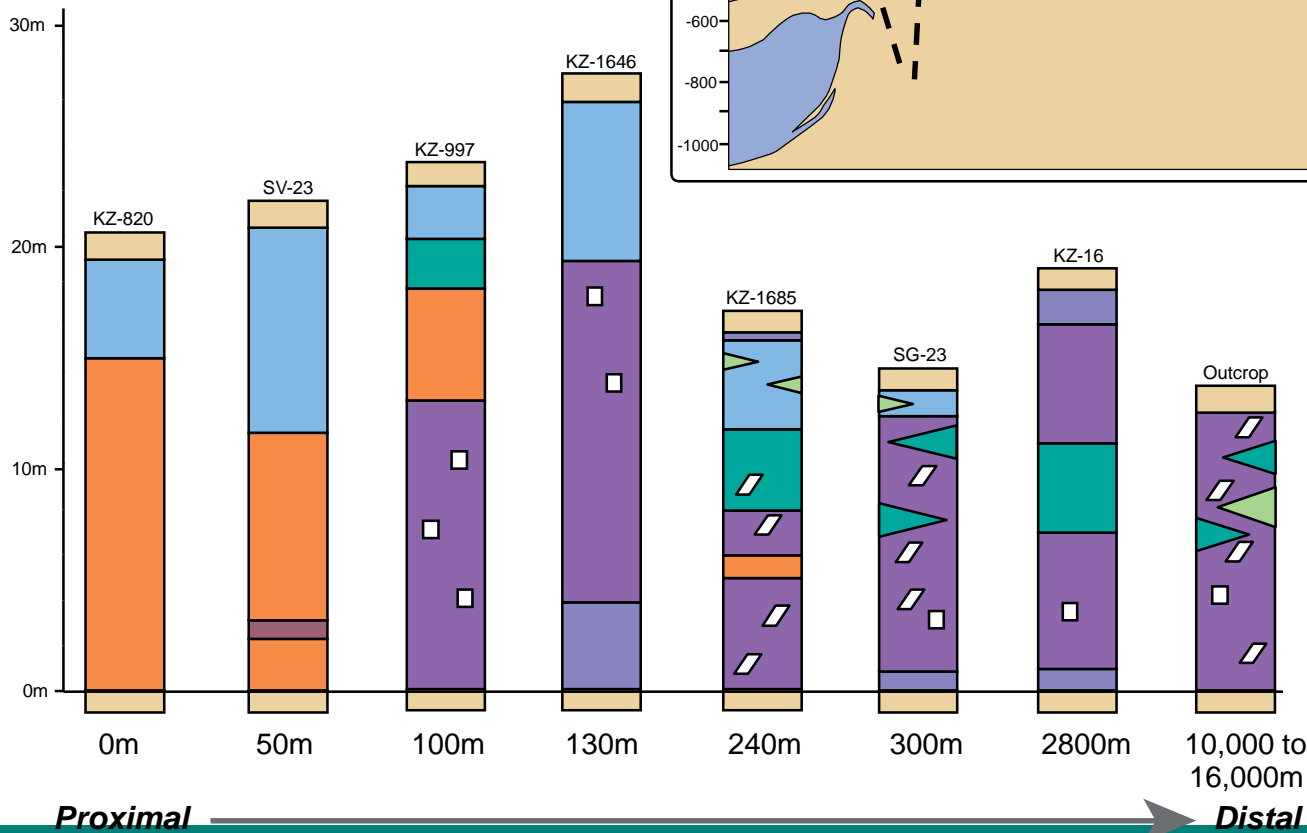 30m
20m
10m
0m
-600
-800
-1000
KZ-820
SV-23
KZ-997
KZ-1646
KZ-1685
SG-23
KZ-16
Outcrop
0m
50m
100m
130m
240m
300m
2800m
10,000 to
16,000m
Proximal
Distal